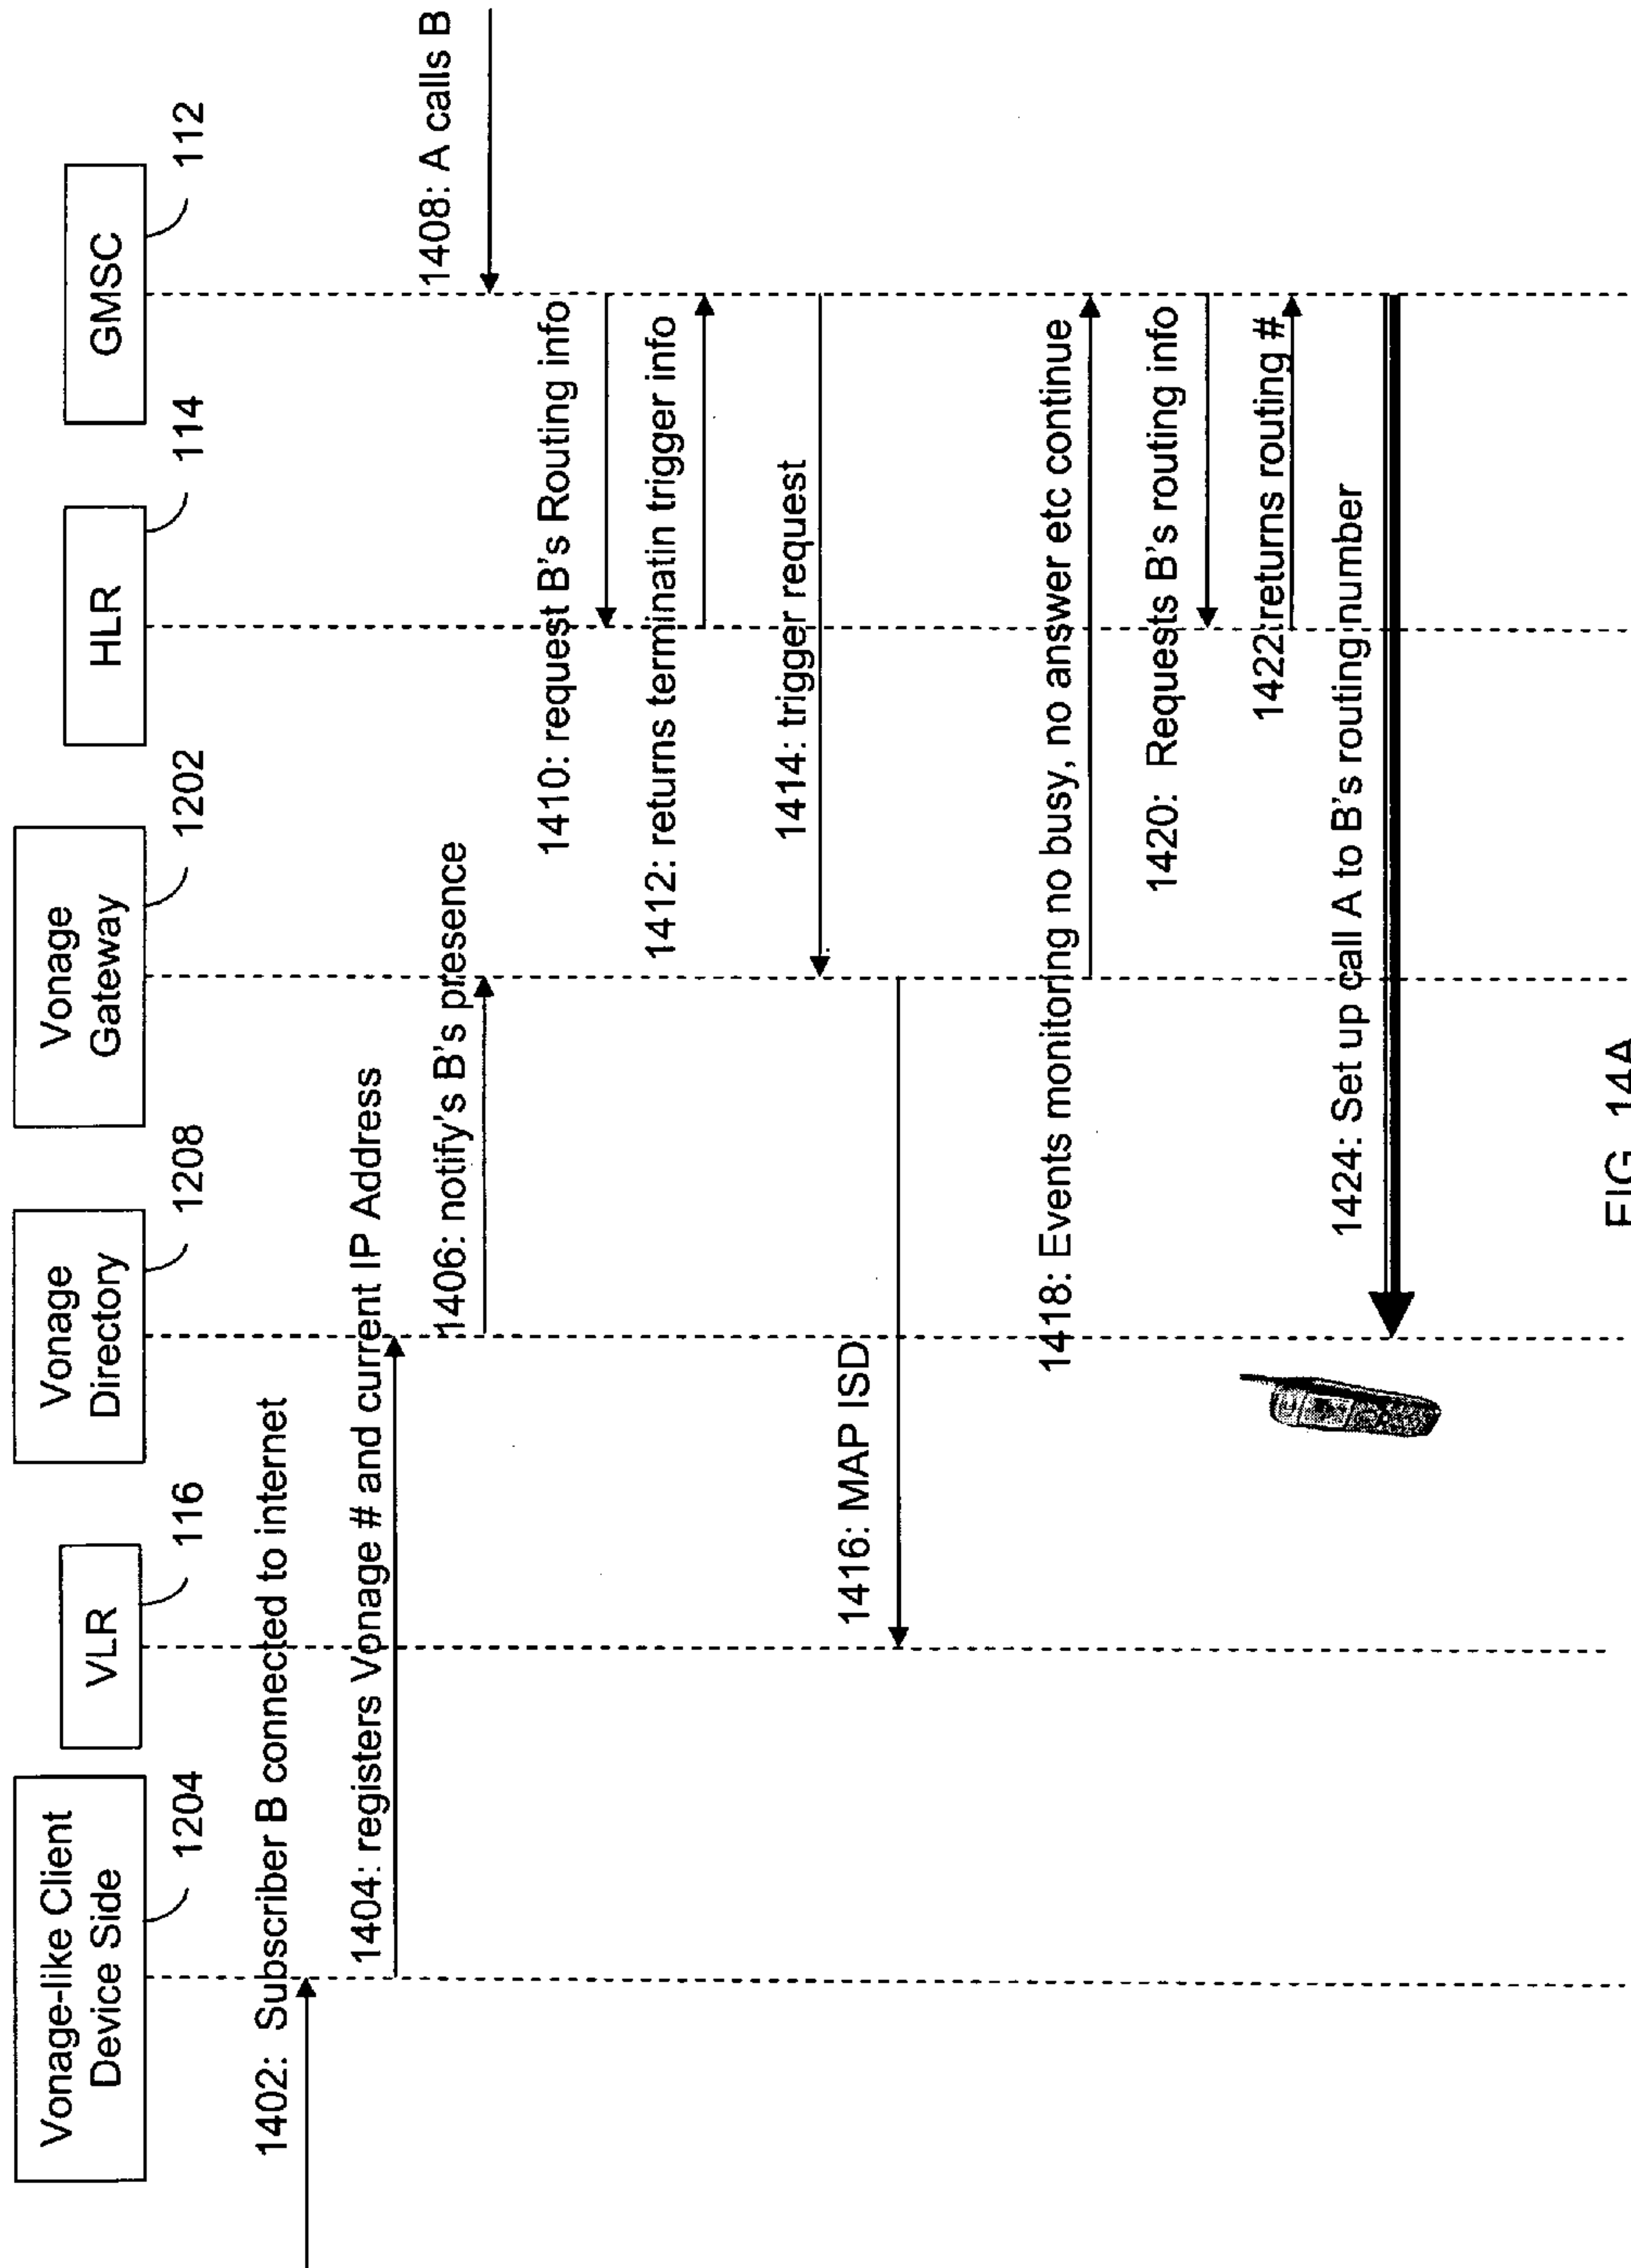 Vonage-like Client
Device Side
1204
VLR
116
Vonage
Directory
1208
Vonage
Gateway
1202
HLR
114
GMSC
112
1402: Subscriber B connected to internet
1404: registers Vonage # and current IP Address
1406: notify's B's presence
1408: A calls B
1410: request B's Routing info
1412: returns terminatin trigger info
1414: trigger request
1416: MAP ISD
1418: Events monitoring no busy, no answer etc continue
1420: Requests B's routing info
1422:returns routing #
1424: Set up call A to B's routing number
FIG. 14A